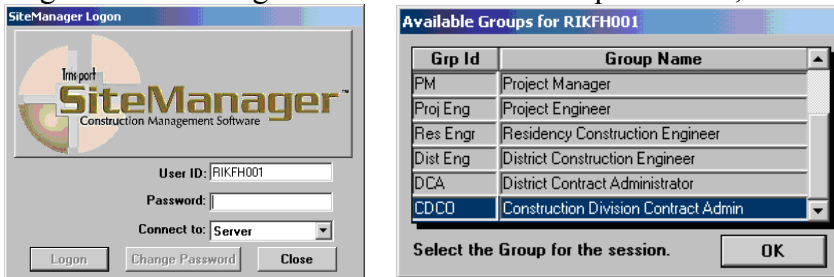 SiteManager Logon
Trns•port
SiteManager™
Construction Management Software
User ID: RIKFH001
Password:
Connect to: Server
Logon Change Password Close
Available Groups for RIKFH001
Grp Id Group Name
PM Project Manager
Proj Eng Project Engineer
Res Engr Residency Construction Engineer
Dist Eng District Construction Engineer
DCA District Contract Administrator
CDCO Construction Division Contract Admin
Select the Group for the session. OK